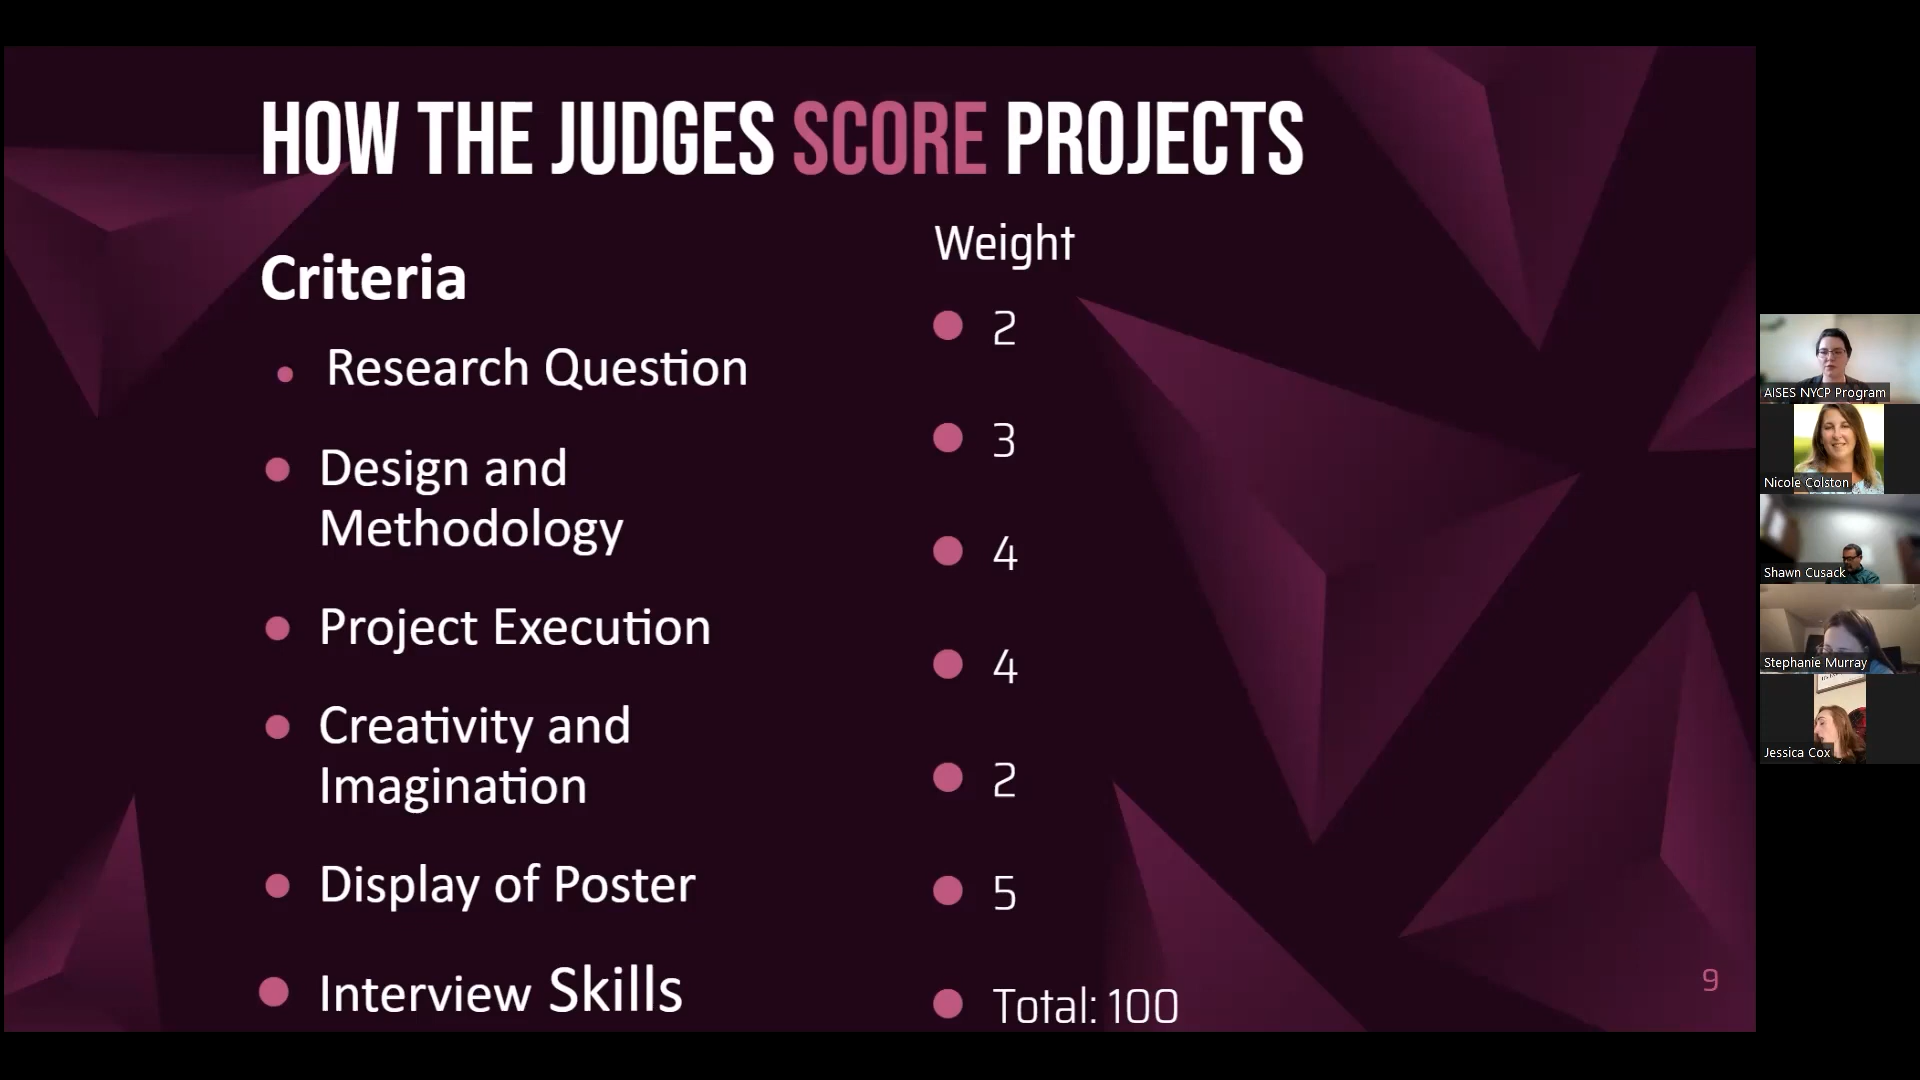 HOW THE JUDGES SCORE PROJECTS
Criteria
Research Question
Design and
Methodology
Project Execution
Creativity and
Imagination
Display of Poster
Interview Skills
Weight
2
3
4
4
2
5
Total: 100
9
AISES NYCP Program
Nicole Colston
Shawn Cusack
Stephanie Murray
Jessica Cox